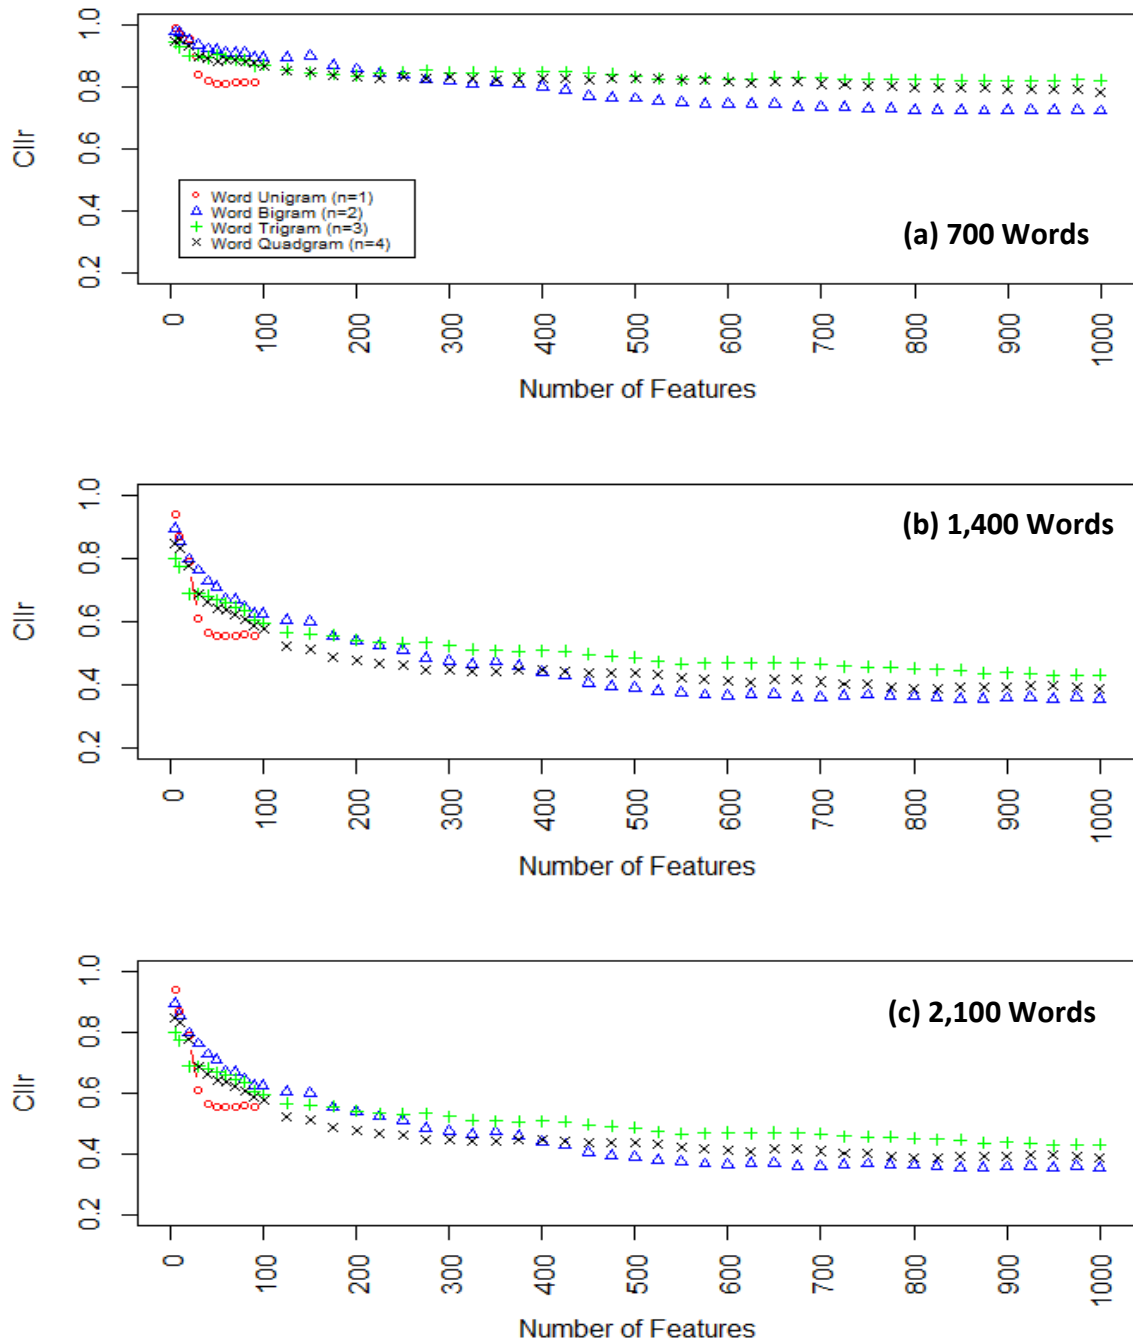 1.0
0.8
0.6
0.4
0.2
Cllr
Word Unigram (n=1)
Word Bigram (n=2)
Word Trigram (n=3)
Word Quadgram (n=4)
(a) 700 Words
0 100 200 300 400 500 600 700 800 900 1000
Number of Features
1.0
0.8
0.6
0.4
0.2
Cllr
(b) 1,400 Words
0 100 200 300 400 500 600 700 800 900 1000
Number of Features
1.0
0.8
0.6
0.4
0.2
Cllr
(c) 2,100 Words
0 100 200 300 400 500 600 700 800 900 1000
Number of Features